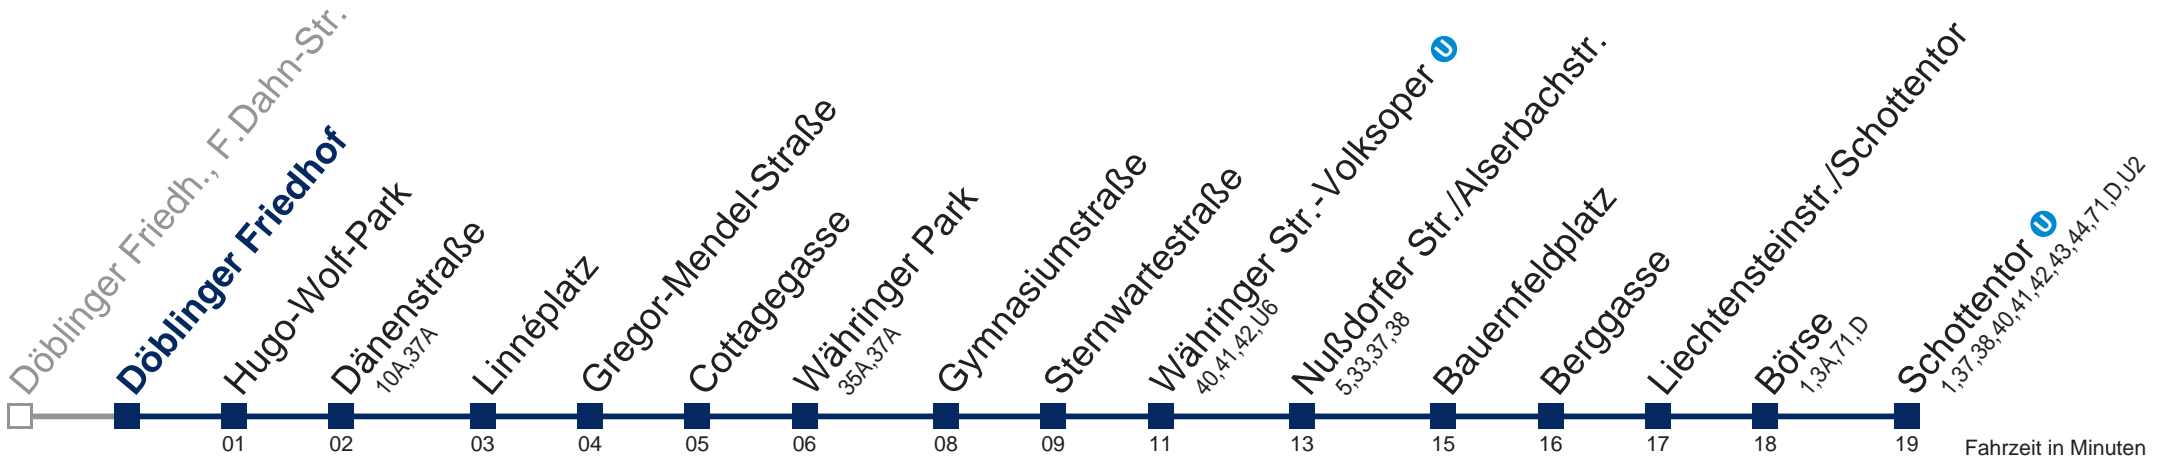 Döblinger Friedh., F.Dahn-Str.
Döblinger Friedhof
Hugo-Wolf-Park
Dänenstraße
10A,37A
Linnéplatz
Gregor-Mendel-Straße
Cottagegasse
Währinger Park
35A,37A
Gymnasiumstraße
Sternwartestraße
Währinger Str.-Volksoper U
40,41,42,U6
Nußdorfer Str./Alserbachstr.
5,33,37,38
Bauernfeldplatz
Berggasse
Liechtensteinstr./Schottentor
Börse
1,3A,71,D
Schottentor U
1,37,38,40,41,42,43,44,71,D,U2
01 02 03 04 05 06 08 09 11 13 15 16 17 18 19
Fahrzeit in Minuten